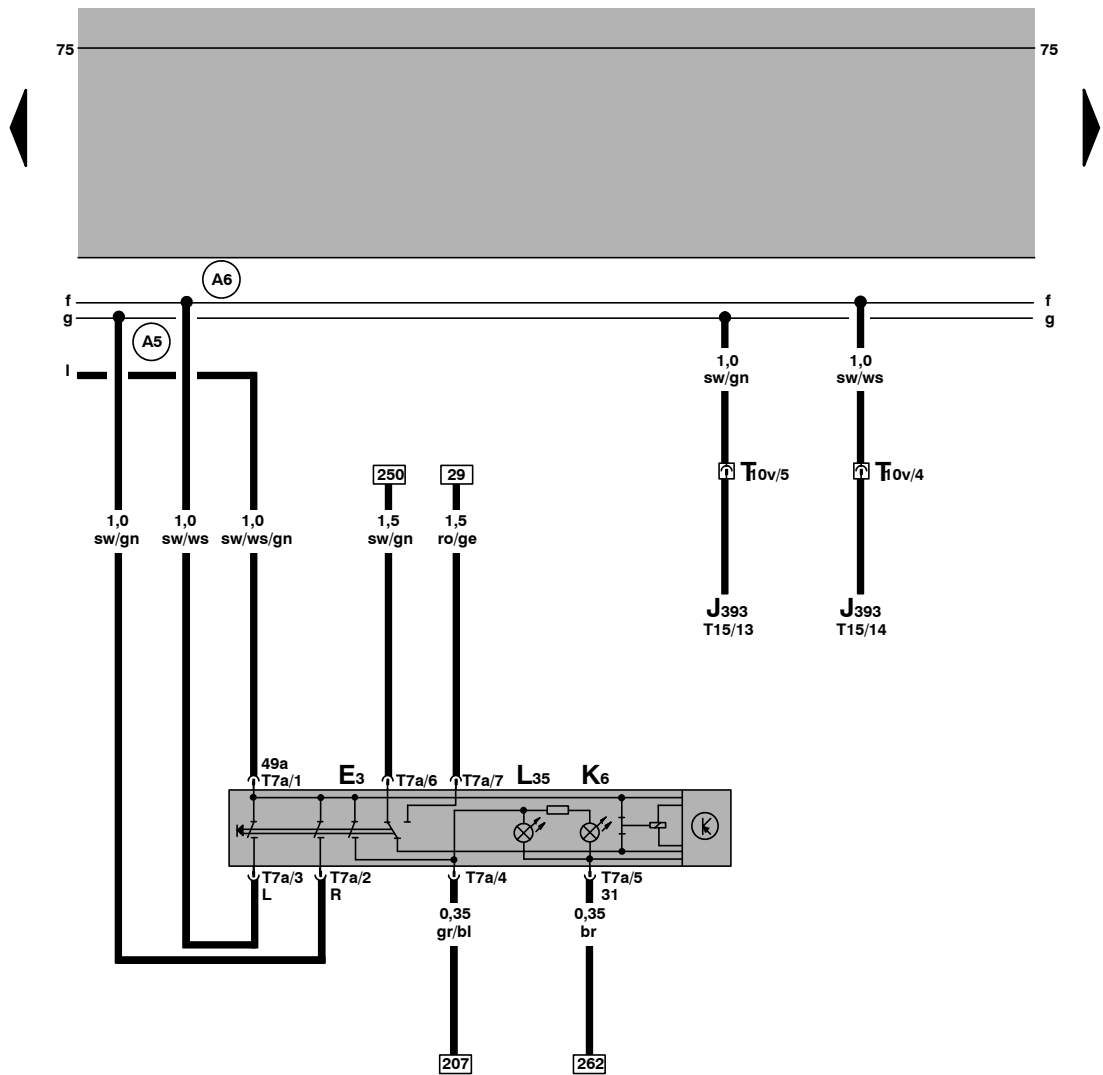 75 75
A6
f f
g g
A5
l
1,0 1,0
sw/gn sw/ws
T10v/5 T10v/4
250 29
1,0 1,0 1,0 1,5 1,5
sw/gn sw/ws sw/ws/gn sw/gn ro/ge
J393 J393
T15/13 T15/14
49a
T7a/1 E3 T7a/6 T7a/7 L35 K6
T7a/3 T7a/2 T7a/4 T7a/5
L R 31
0,35 0,35
gr/bl br
207 262